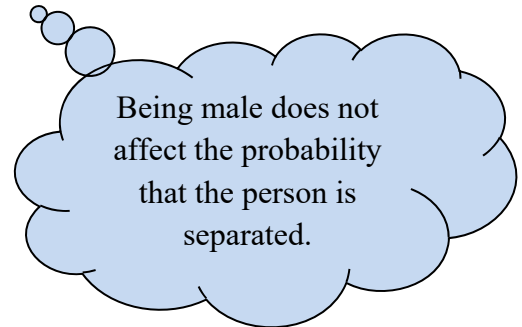 Being male does not
affect the probability
that the person is
separated.